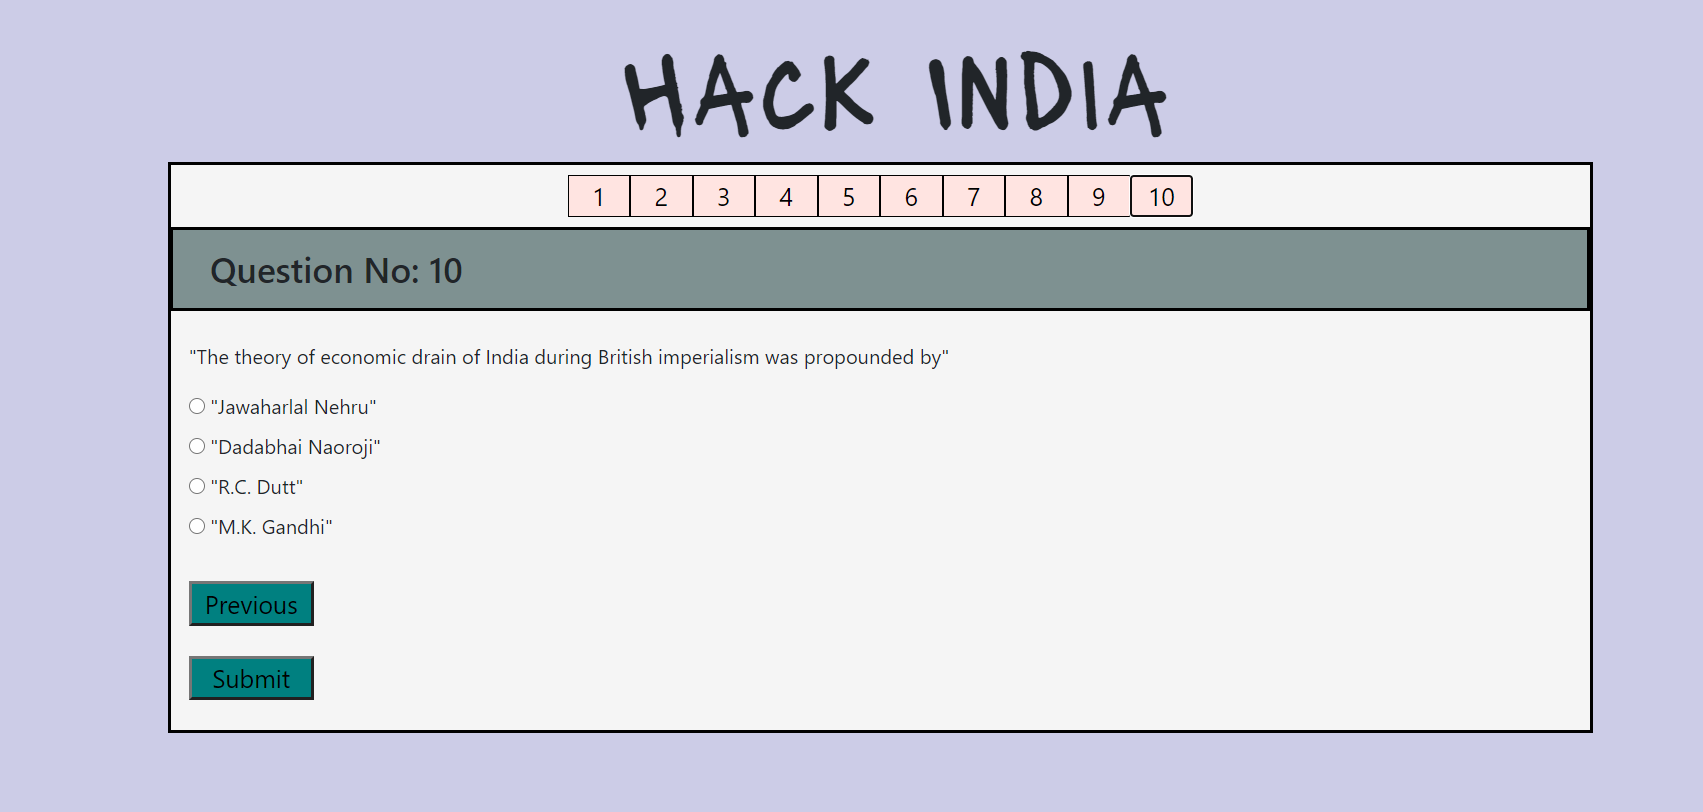 HACK INDIA
1 2 3 4 5 6 7 8 9 10
Question No: 10
"The theory of economic drain of India during British imperialism was propounded by"
"Jawaharlal Nehru"
"Dadabhai Naoroji"
"R.C. Dutt"
"M.K. Gandhi"
Previous
Submit